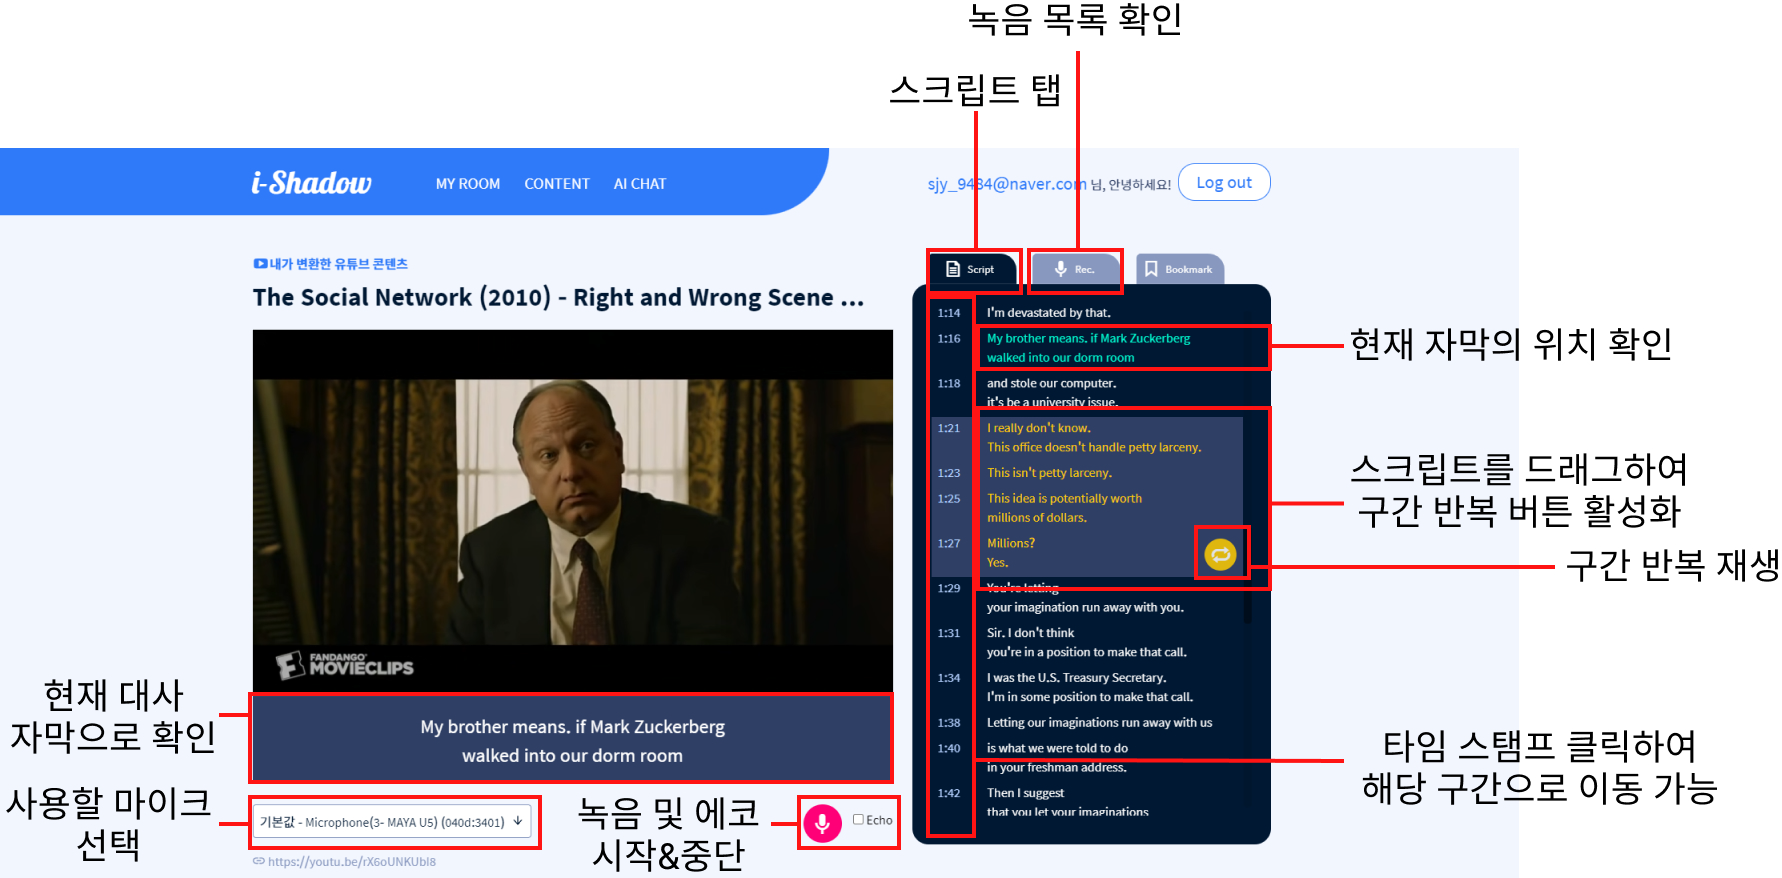 녹음 목록 확인
스크립트 탭
i-Shadow
MY ROOM CONTENT AI CHAT
sjy_9484@naver.com 님, 안녕하세요!
Log out
내가 변환한 유튜브 콘텐츠
The Social Network (2010) - Right and Wrong Scene ...
FANDANGO
MOVIECLIPS
My brother means. if Mark Zuckerberg
walked into our dorm room
현재 대사
자막으로 확인
사용할 마이크
선택
기본값 - Microphone(3- MAYA U5) (040d:3401)
https://youtu.be/rX6oUNKUbI8
녹음 및 에코
시작&중단
Echo
Script
Rec.
Bookmark
1:14 I'm devastated by that.
1:16 My brother means. if Mark Zuckerberg
walked into our dorm room
1:18 and stole our computer.
it's be a university issue.
1:21 I really don't know.
This office doesn't handle petty larceny.
1:23 This isn't petty larceny.
1:25 This idea is potentially worth
millions of dollars.
1:27 Millions?
Yes.
1:29 You're letting
your imagination run away with you.
1:31 Sir. I don't think
you're in a position to make that call.
1:34 I was the U.S. Treasury Secretary.
I'm in some position to make that call.
1:38 Letting our imaginations run away with us
1:40 is what we were told to do
in your freshman address.
1:42 Then I suggest
that you let your imaginations
현재 자막의 위치 확인
스크립트를 드래그하여
구간 반복 버튼 활성화
구간 반복 재생
타임 스탬프 클릭하여
해당 구간으로 이동 가능